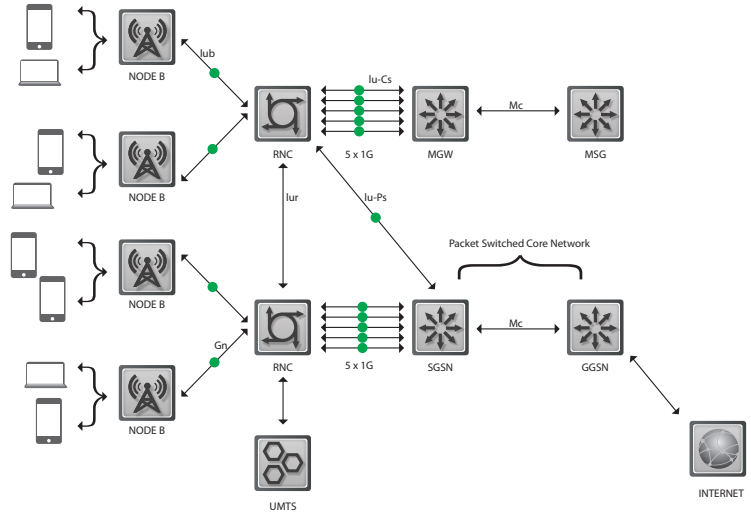 Iub
NODE B
Iu-Cs
Mc
RNC
5 x 1G
MGW
MSG
NODE B
Iur
Iu-Ps
Packet Switched Core Network
NODE B
Mc
Gn
RNC
5 x 1G
SGSN
GGSN
NODE B
UMTS
INTERNET